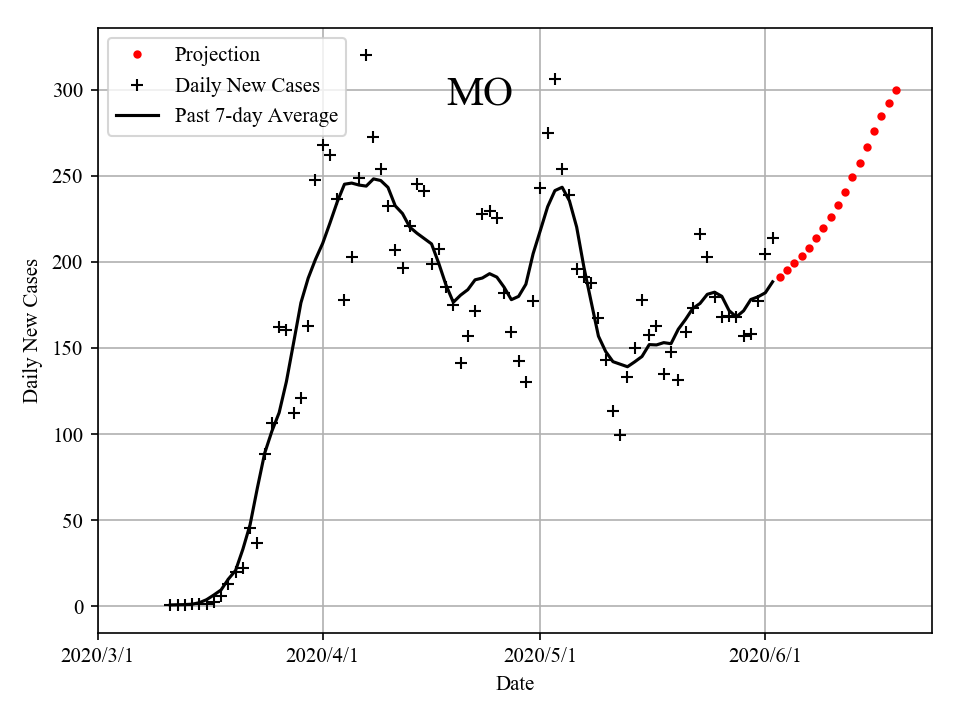 Projection
Daily New Cases
Past 7-day Average
MO
300
250
200
150
100
50
0
Daily New Cases
2020/3/1 2020/4/1 2020/5/1 2020/6/1
Date